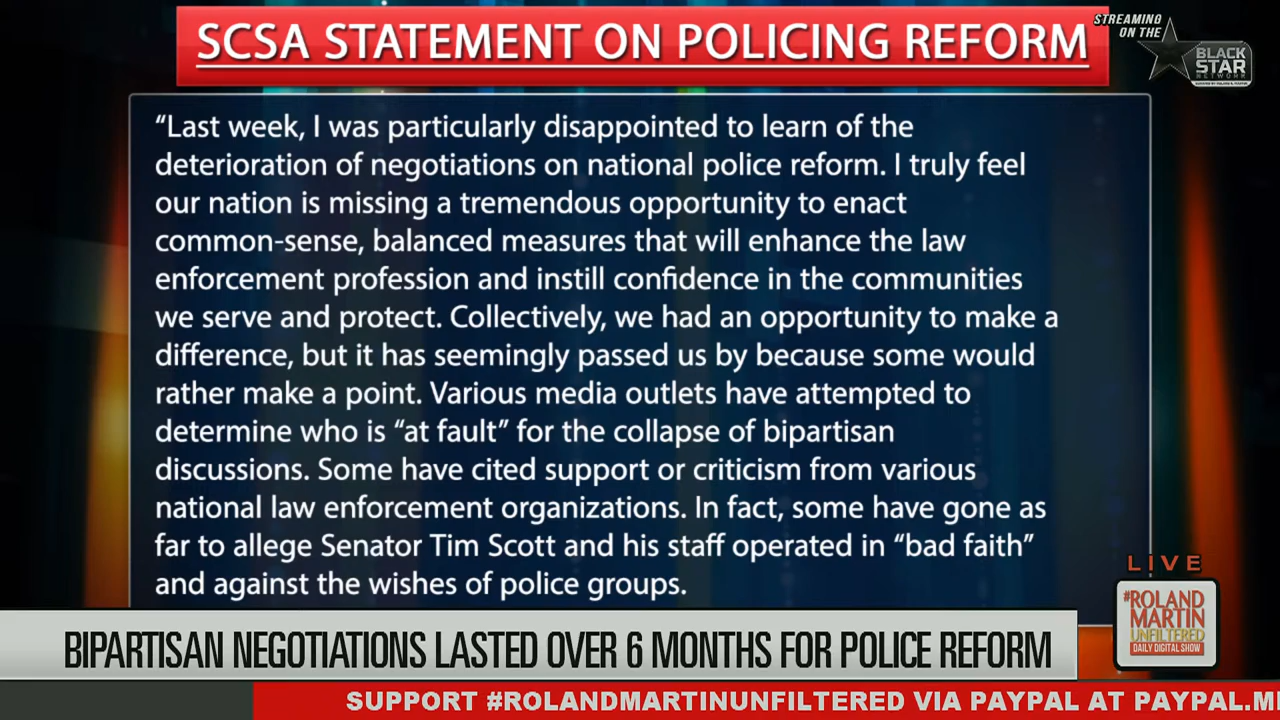 SCSA STATEMENT ON POLICING REFORM
STREAMING
ON THE
BLACK
STAR
NETWORK
“Last week, I was particularly disappointed to learn of the
deterioration of negotiations on national police reform. I truly feel
our nation is missing a tremendous opportunity to enact
common-sense, balanced measures that will enhance the law
enforcement profession and instill confidence in the communities
we serve and protect. Collectively, we had an opportunity to make a
difference, but it has seemingly passed us by because some would
rather make a point. Various media outlets have attempted to
determine who is “at fault” for the collapse of bipartisan
discussions. Some have cited support or criticism from various
national law enforcement organizations. In fact, some have gone as
far to allege Senator Tim Scott and his staff operated in “bad faith”
and against the wishes of police groups.
LIVE
#ROLAND
MARTIN
UNFILTERED
DAILY DIGITAL SHOW
BIPARTISAN NEGOTIATIONS LASTED OVER 6 MONTHS FOR POLICE REFORM
SUPPORT #ROLANDMARTINUNFILTERED VIA PAYPAL AT PAYPAL.M